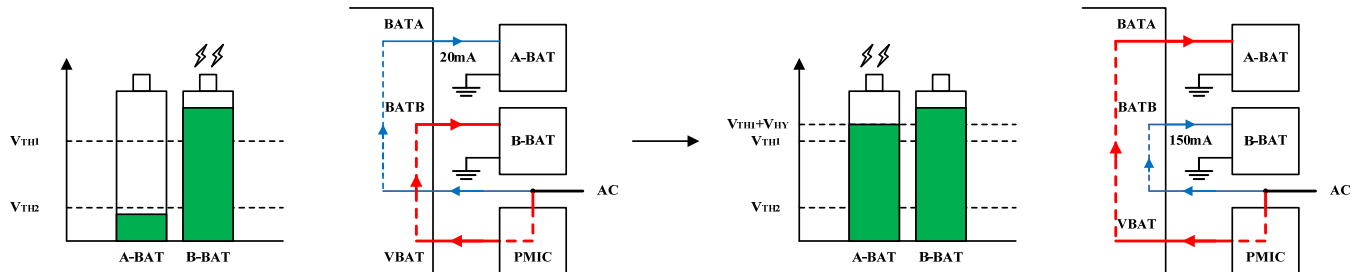 VTH1
VTH2
A-BAT
B-BAT
BATA
20mA
A-BAT
BATB
B-BAT
AC
VBAT
PMIC
VTH1+VHY
VTH1
VTH2
A-BAT
B-BAT
BATA
A-BAT
BATB
150mA
B-BAT
AC
VBAT
PMIC